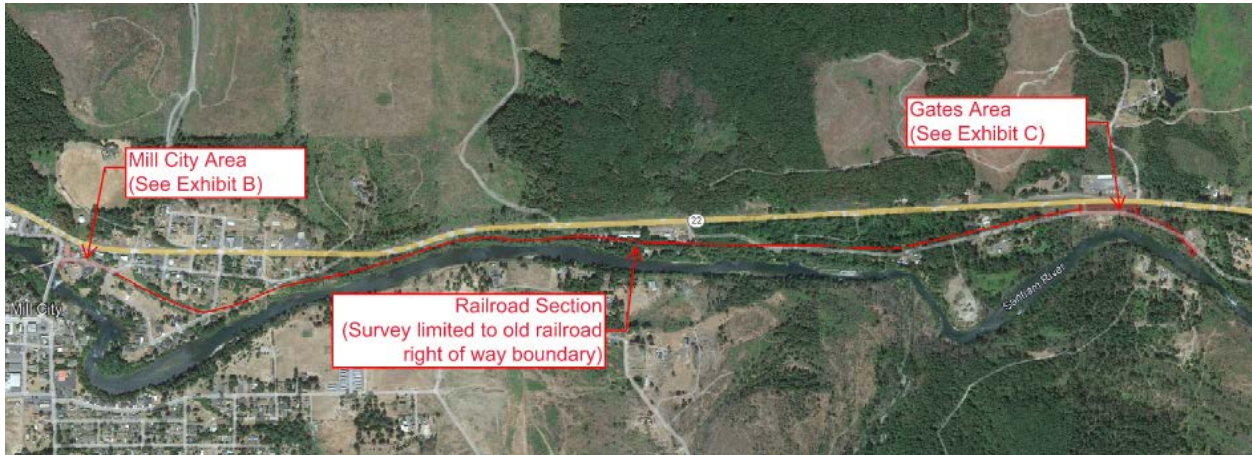 Mill City Area
(See Exhibit B)
Gates Area
(See Exhibit C)
22
Railroad Section
(Survey limited to old railroad
right of way boundary)
Mill City
Santiam River